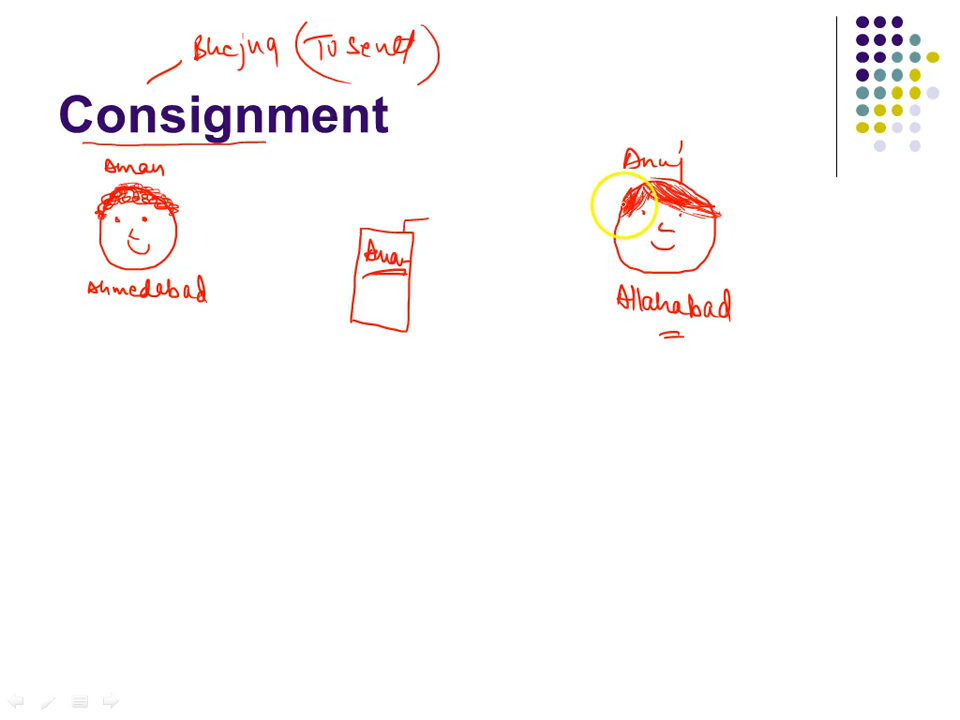 Bhejna (To send)
Consignment
Aman
Anuj
Aman
Ahmedabad
Allahabad